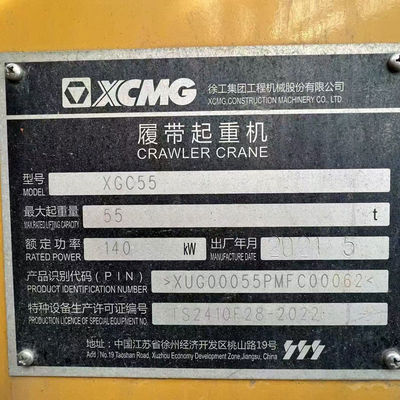 XCMG 徐工集团工程机械股份有限公司
XCMG CONSTRUCTION MACHINERY CO., LTD.
履带起重机
CRAWLER CRANE
型号 XGC55
MODEL
最大起重量 55 t
MAX.RATED LIFTING CAPACITY
额定功率 140 kW 出厂年月 2021 5
RATED POWER MANUFACTURE DATE
产品识别代码 (PIN) >XUG00055PMFC00062<
PRODUCT IDENTIFICATION NUMBER
特种设备生产许可证编号 TS2410F28-2022
PRODUCTION LICENCE OF SPECIAL EQUIPMENT NO.
地址：中国江苏省徐州经济开发区桃山路19号
Add / No.19 Taoshan Road, Xuzhou Economy Development Zone,Jiangsu, China